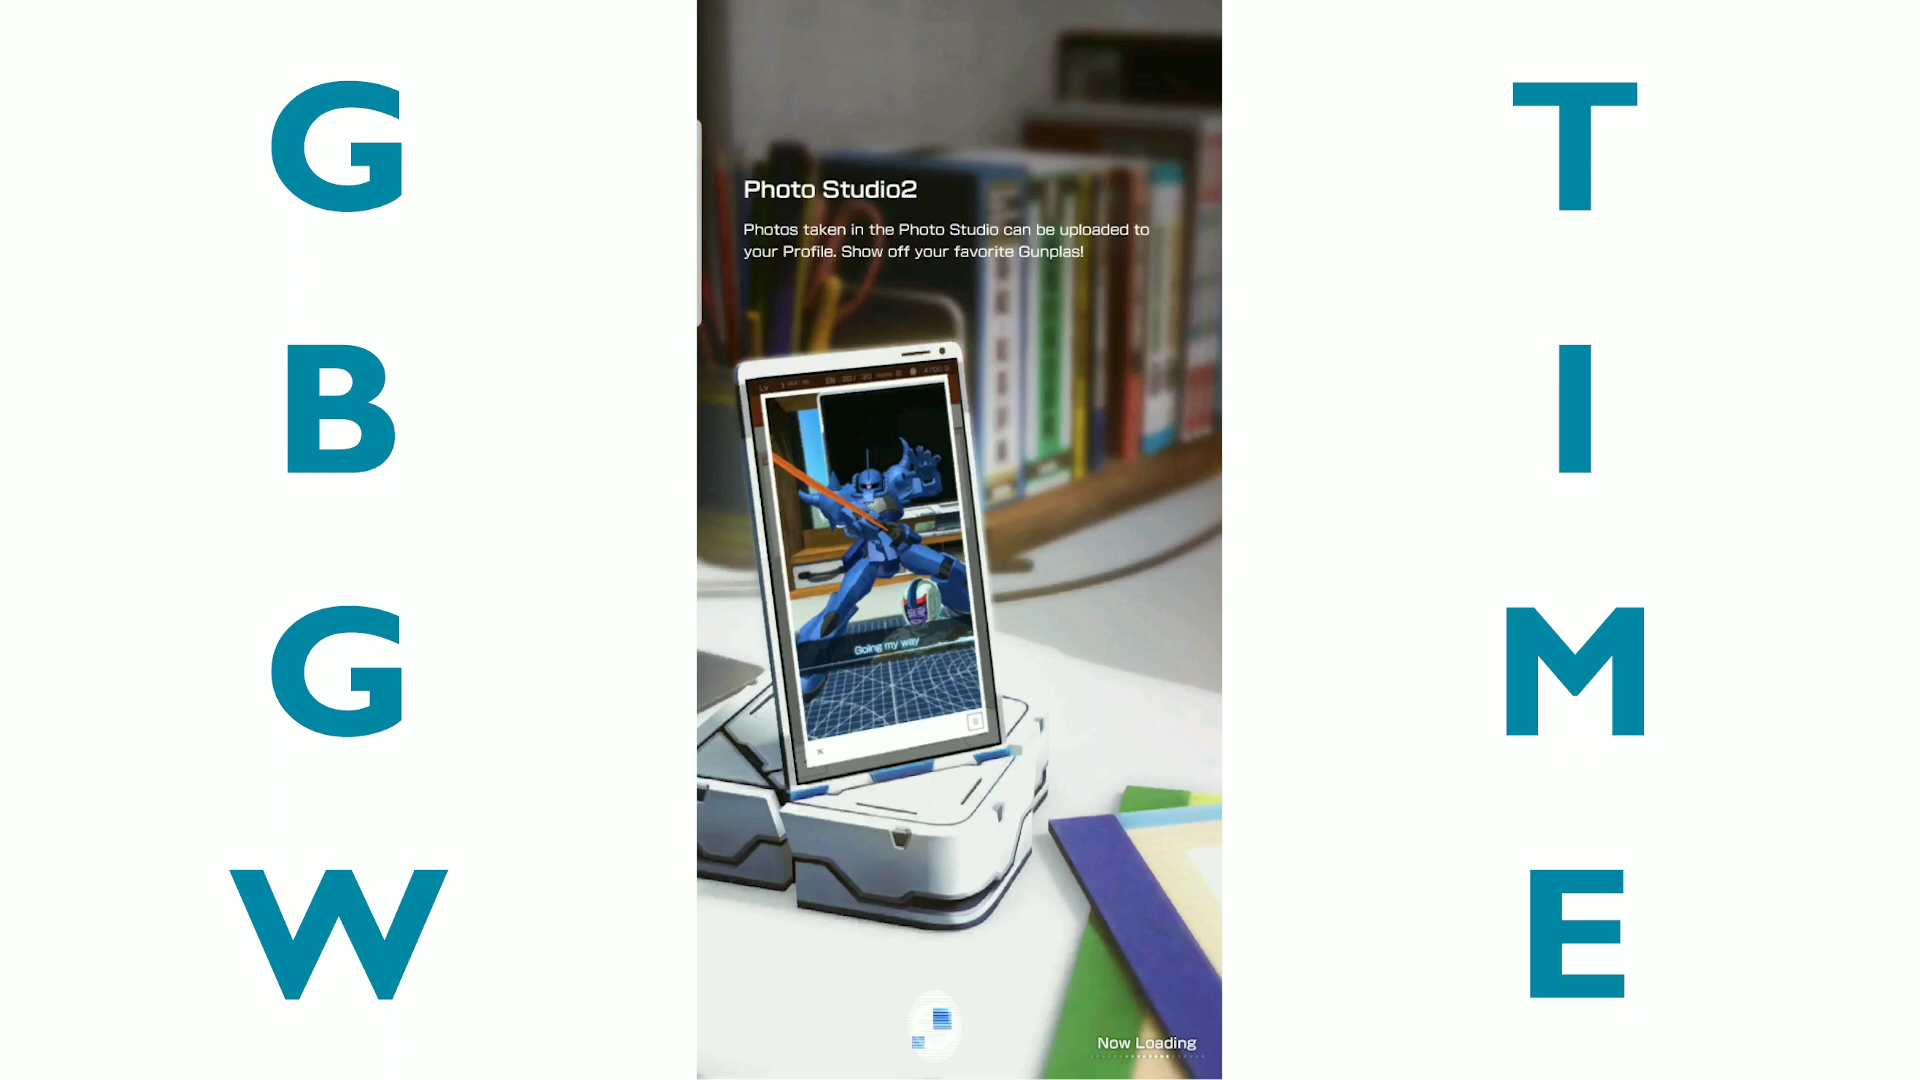 G
B
G
W
Photo Studio2
Photos taken in the Photo Studio can be uploaded to
your Profile. Show off your favorite Gunplas!
Going my way
Now Loading
T
I
M
E